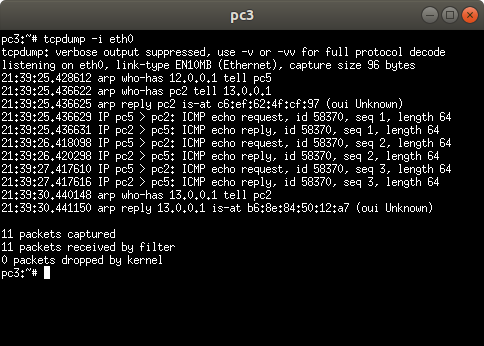 pc3
pc3:~# tcpdump -i eth0
tcpdump: verbose output suppressed, use -v or -vv for full protocol decode
listening on eth0, link-type EN10MB (Ethernet), capture size 96 bytes
21:39:25.428612 arp who-has 12.0.0.1 tell pc5
21:39:25.436622 arp who-has pc2 tell 13.0.0.1
21:39:25.436625 arp reply pc2 is-at c6:ef:62:4f:cf:97 (oui Unknown)
21:39:25.436629 IP pc5 > pc2: ICMP echo request, id 58370, seq 1, length 64
21:39:25.436631 IP pc2 > pc5: ICMP echo reply, id 58370, seq 1, length 64
21:39:26.418098 IP pc5 > pc2: ICMP echo request, id 58370, seq 2, length 64
21:39:26.420298 IP pc2 > pc5: ICMP echo reply, id 58370, seq 2, length 64
21:39:27.417610 IP pc5 > pc2: ICMP echo request, id 58370, seq 3, length 64
21:39:27.417616 IP pc2 > pc5: ICMP echo reply, id 58370, seq 3, length 64
21:39:30.440148 arp who-has 13.0.0.1 tell pc2
21:39:30.441150 arp reply 13.0.0.1 is-at b6:8e:84:50:12:a7 (oui Unknown)
11 packets captured
11 packets received by filter
0 packets dropped by kernel
pc3:~#